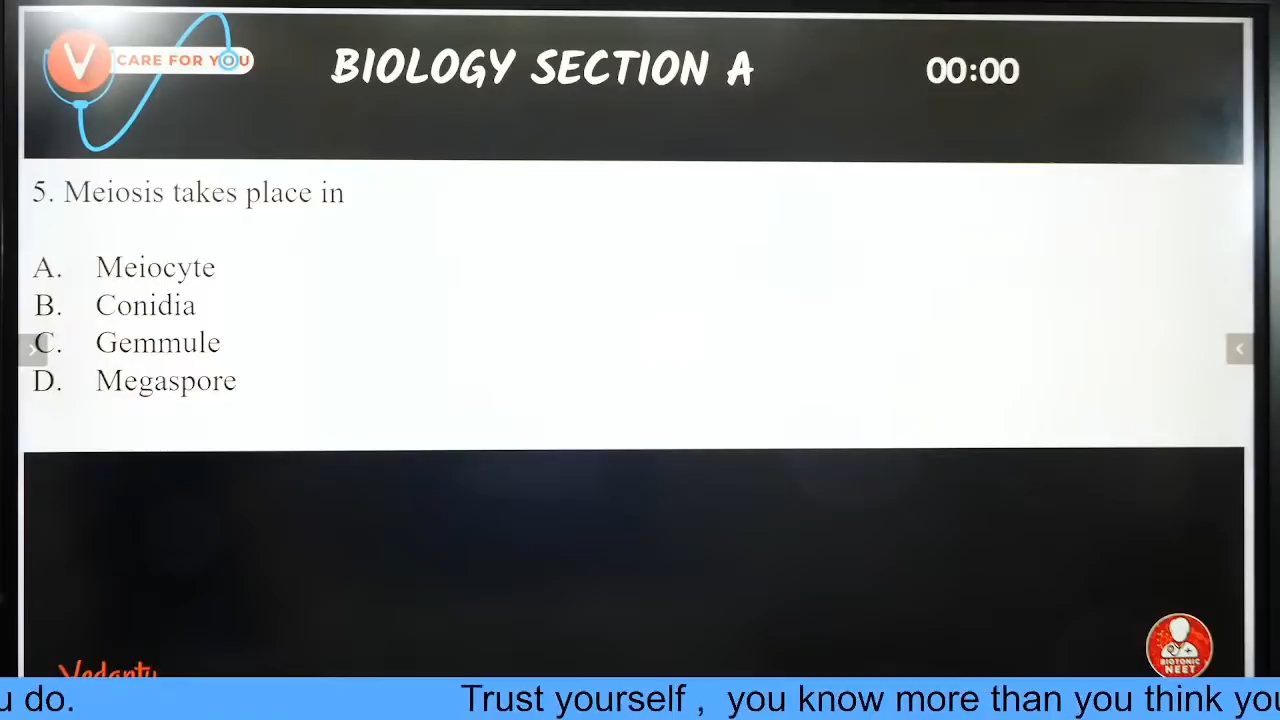 V CARE FOR YOU
BIOLOGY SECTION A
00:00
5. Meiosis takes place in
A. Meiocyte
B. Conidia
C. Gemmule
D. Megaspore
BIOTONIC
NEET
Vedantu
u do. Trust yourself , you know more than you think you